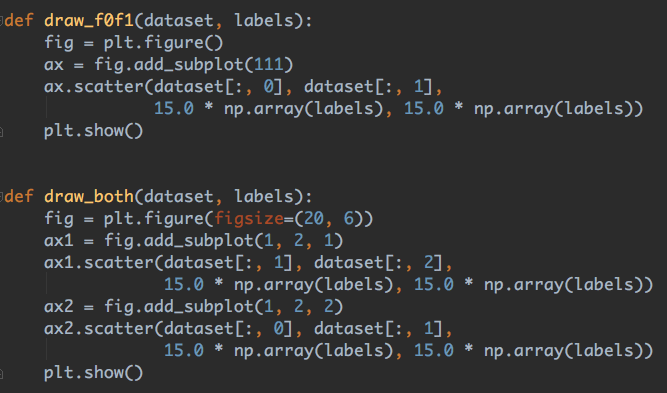 def draw_f0f1(dataset, labels):
    fig = plt.figure()
    ax = fig.add_subplot(111)
    ax.scatter(dataset[:, 0], dataset[:, 1],
               15.0 * np.array(labels), 15.0 * np.array(labels))
    plt.show()
def draw_both(dataset, labels):
    fig = plt.figure(figsize=(20, 6))
    ax1 = fig.add_subplot(1, 2, 1)
    ax1.scatter(dataset[:, 1], dataset[:, 2],
                15.0 * np.array(labels), 15.0 * np.array(labels))
    ax2 = fig.add_subplot(1, 2, 2)
    ax2.scatter(dataset[:, 0], dataset[:, 1],
                15.0 * np.array(labels), 15.0 * np.array(labels))
    plt.show()